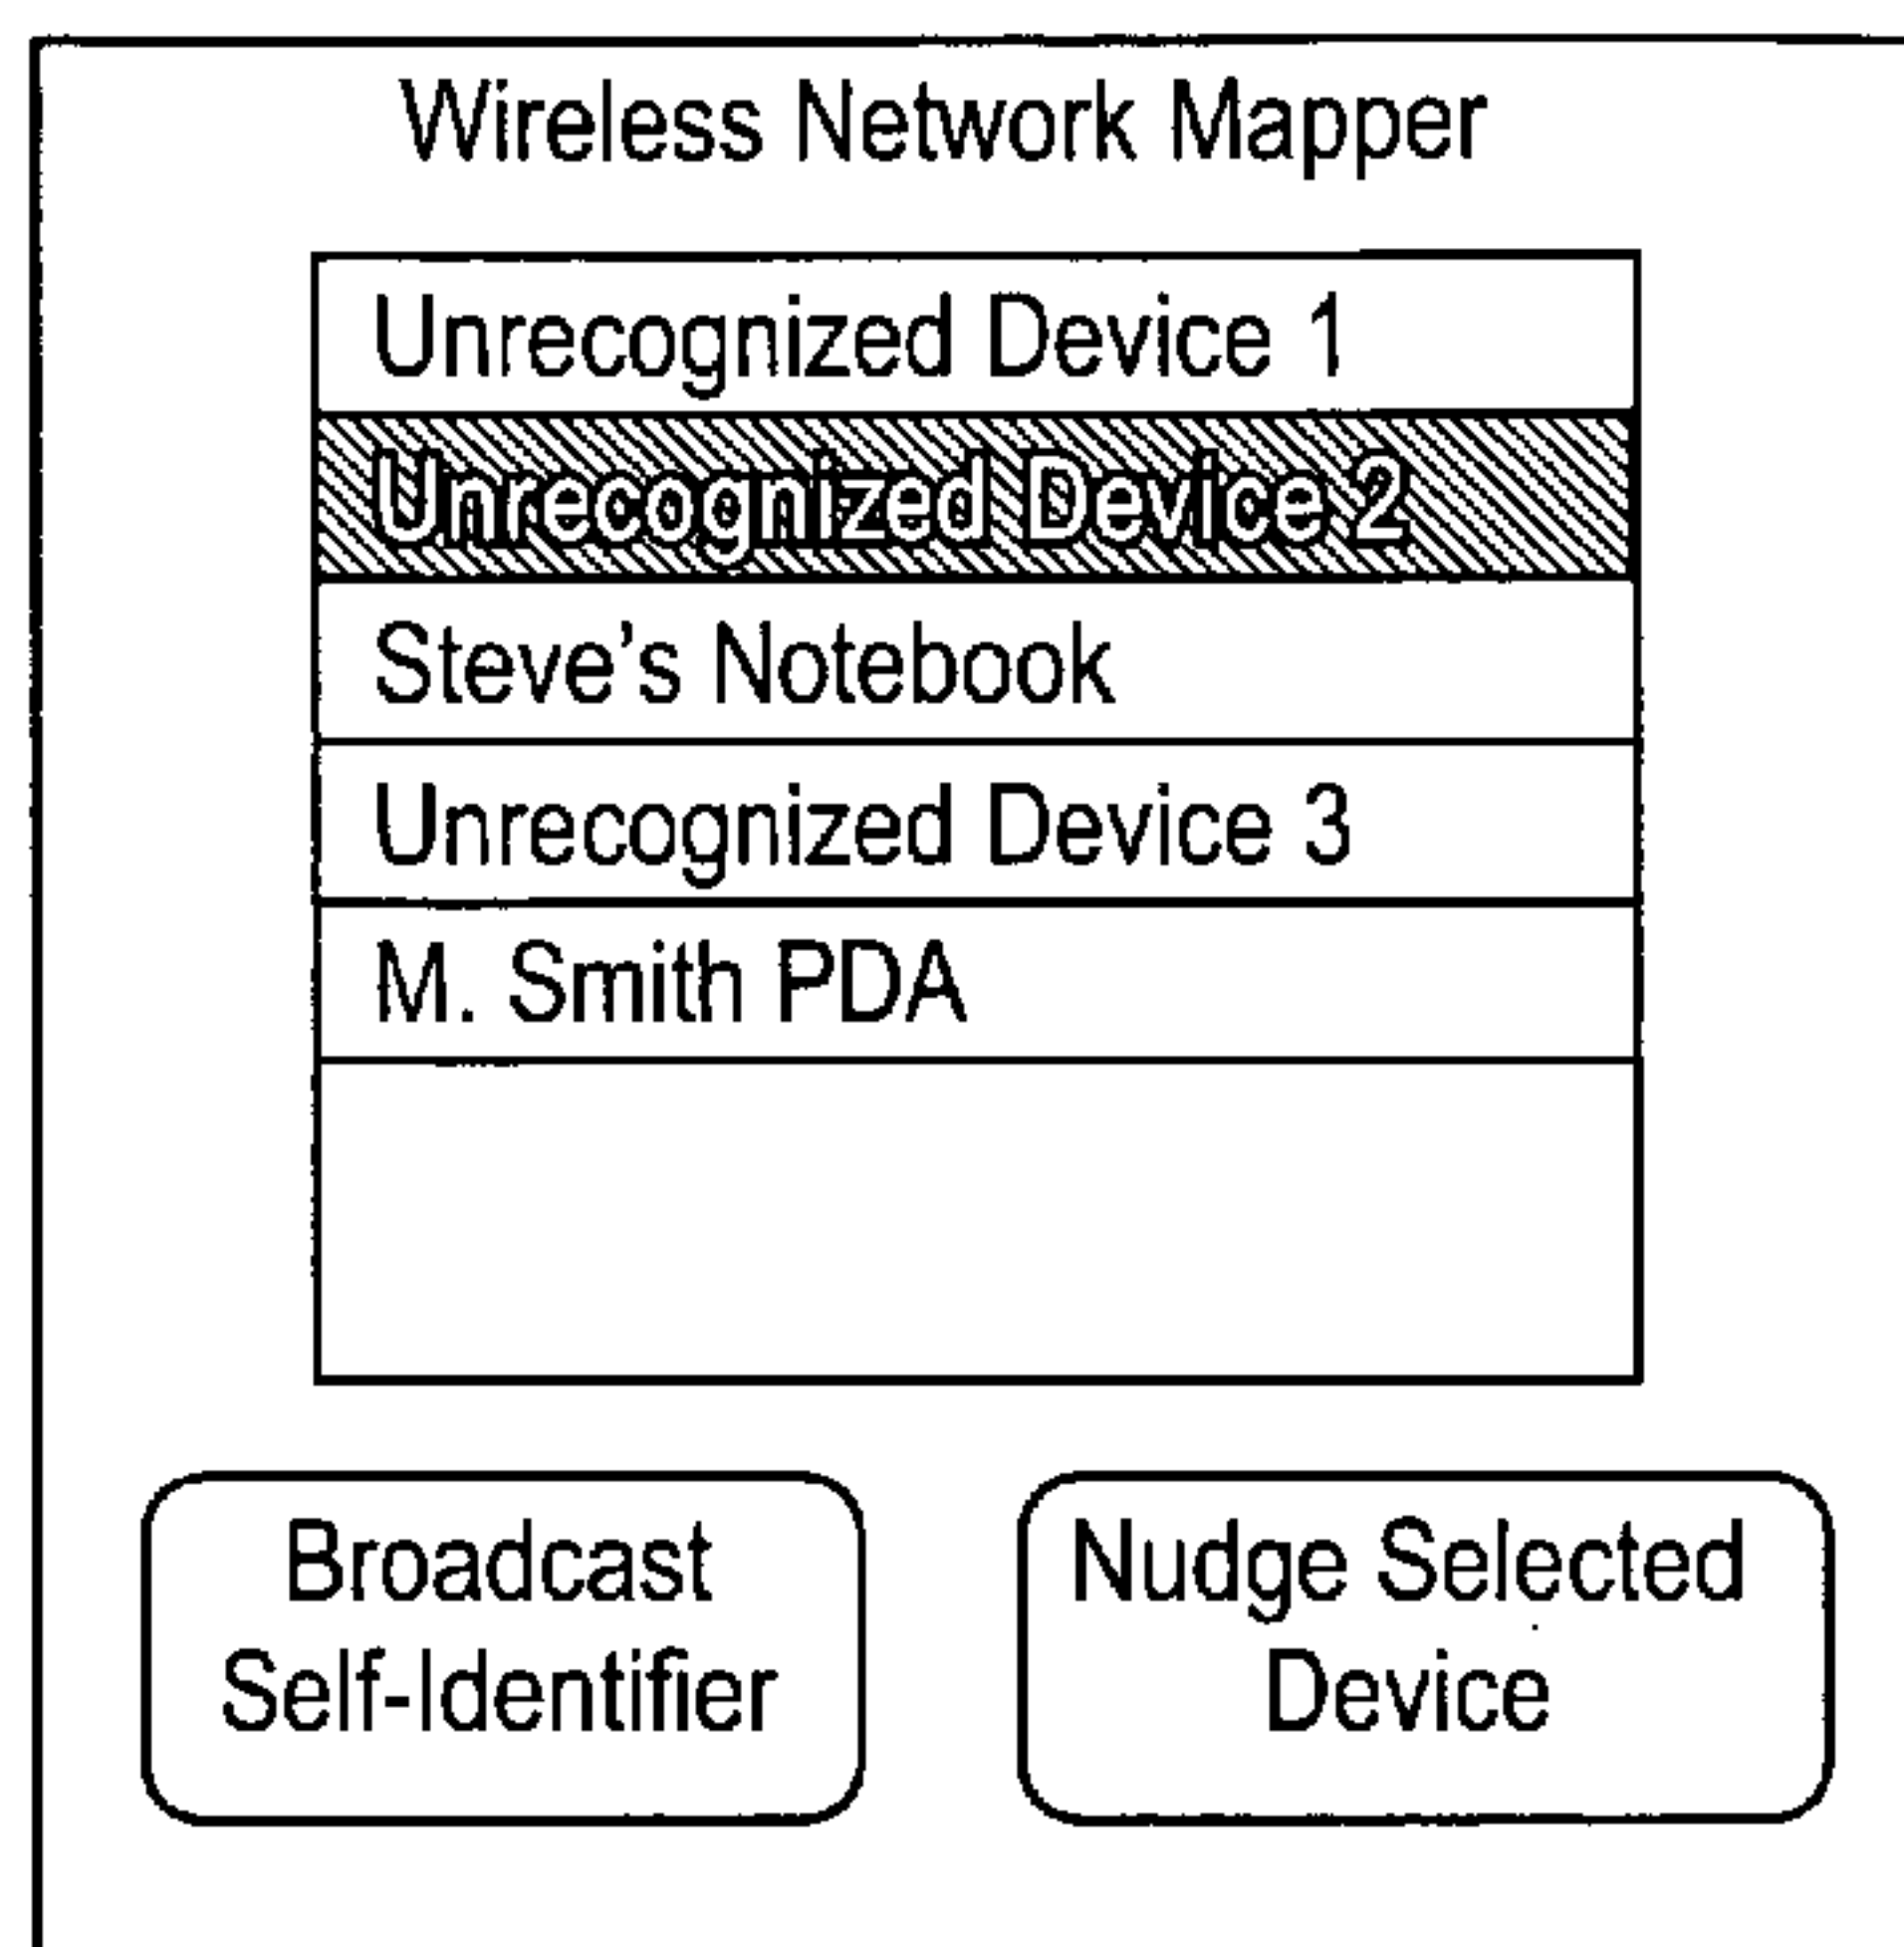 Wireless Network Mapper
Unrecognized Device 1
Unrecognized Device 2
Steve's Notebook
Unrecognized Device 3
M. Smith PDA
Broadcast
Self-Identifier
Nudge Selected
Device